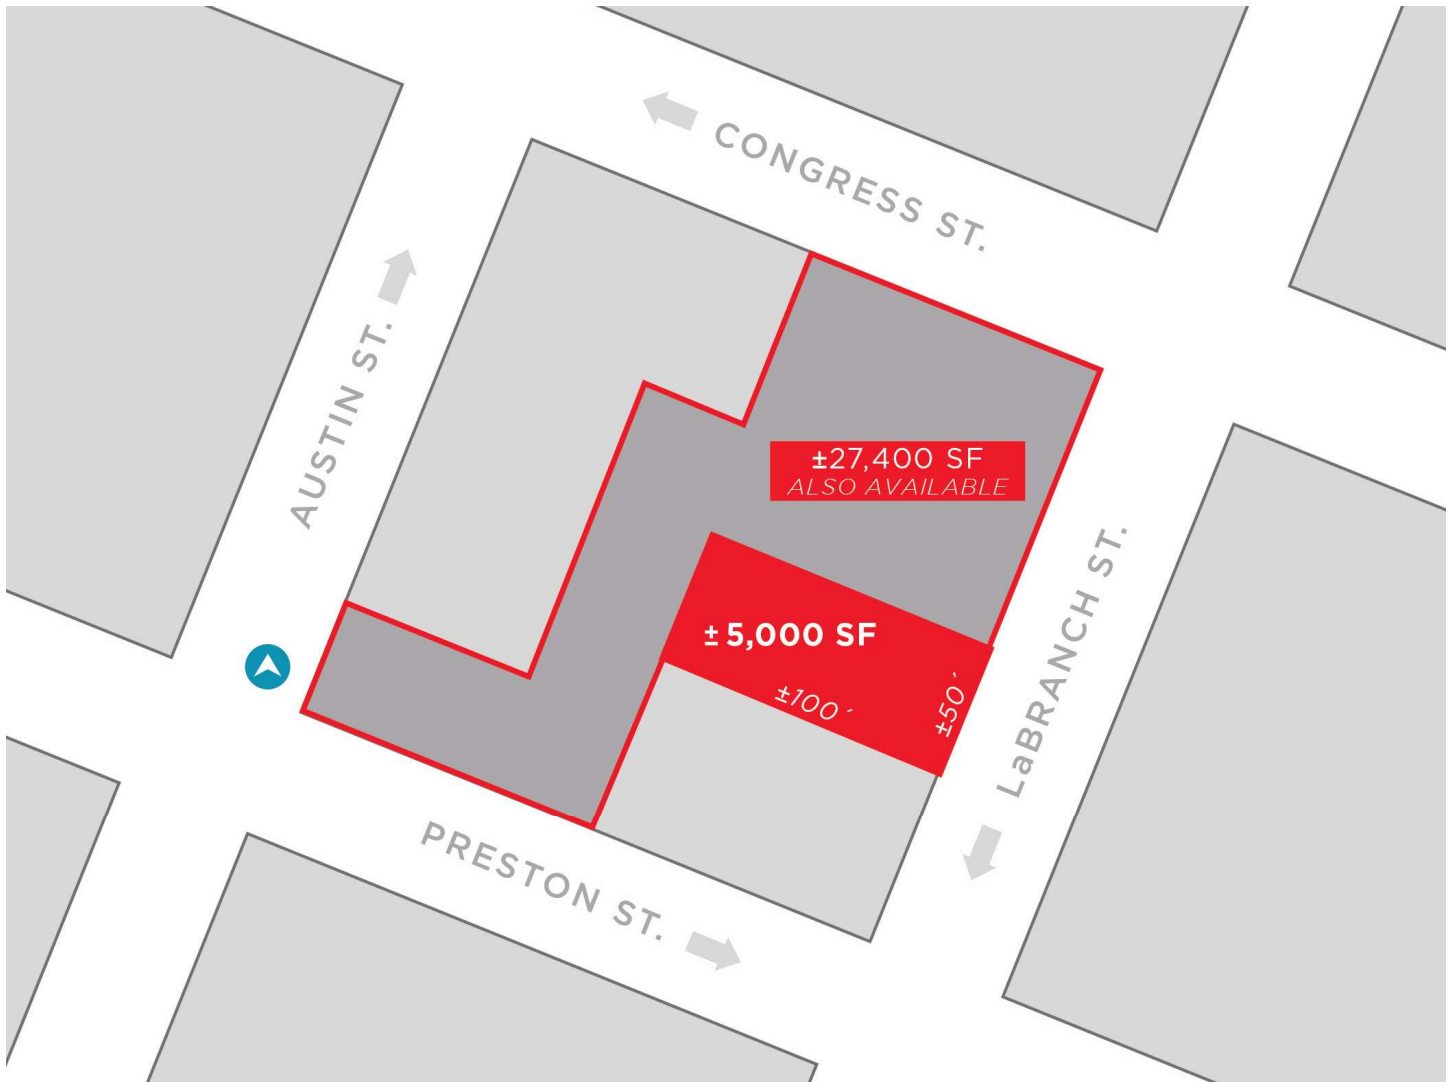 CONGRESS ST.
AUSTIN ST.
±27,400 SF
ALSO AVAILABLE
± 5,000 SF
±100´
±50´
LaBRANCH ST.
PRESTON ST.